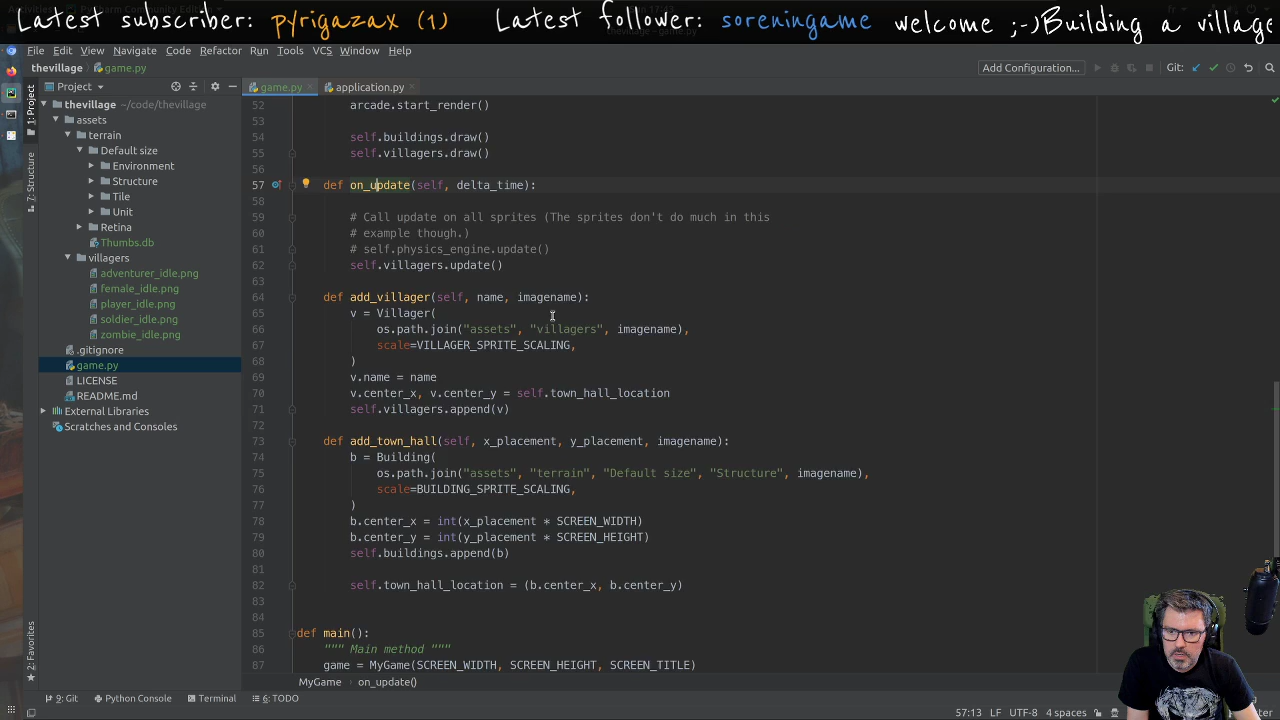 Latest subscriber: pyrigazax (1) Latest follower: soreningame welcome ;-)Building a village
File Edit View Navigate Code Refactor Run Tools VCS Window Help
thevillage game.py Add Configuration... Git:
Project game.py application.py
1: Project
7: Structure
2: Favorites
thevillage ~/code/thevillage
assets
terrain
Default size
Environment
Structure
Tile
Unit
Retina
Thumbs.db
villagers
adventurer_idle.png
female_idle.png
player_idle.png
soldier_idle.png
zombie_idle.png
.gitignore
game.py
LICENSE
README.md
External Libraries
Scratches and Consoles
52 arcade.start_render()
53
54 self.buildings.draw()
55 self.villagers.draw()
56
57 def on_update(self, delta_time):
58
59 # Call update on all sprites (The sprites don't do much in this
60 # example though.)
61 # self.physics_engine.update()
62 self.villagers.update()
63
64 def add_villager(self, name, imagename):
65 v = Villager(
66 os.path.join("assets", "villagers", imagename),
67 scale=VILLAGER_SPRITE_SCALING,
68 )
69 v.name = name
70 v.center_x, v.center_y = self.town_hall_location
71 self.villagers.append(v)
72
73 def add_town_hall(self, x_placement, y_placement, imagename):
74 b = Building(
75 os.path.join("assets", "terrain", "Default size", "Structure", imagename),
76 scale=BUILDING_SPRITE_SCALING,
77 )
78 b.center_x = int(x_placement * SCREEN_WIDTH)
79 b.center_y = int(y_placement * SCREEN_HEIGHT)
80 self.buildings.append(b)
81
82 self.town_hall_location = (b.center_x, b.center_y)
83
84
85 def main():
86 """ Main method """
87 game = MyGame(SCREEN_WIDTH, SCREEN_HEIGHT, SCREEN_TITLE)
MyGame on_update()
9: Git Python Console Terminal 6: TODO
57:13 LF UTF-8 4 spaces